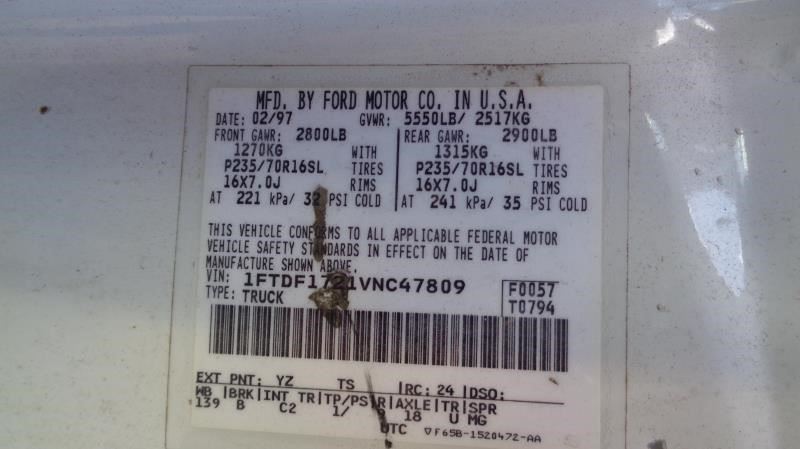 MFD. BY FORD MOTOR CO. IN U.S.A.
DATE: 02/97 GVWR: 5550LB/ 2517KG
FRONT GAWR: 2800LB REAR GAWR: 2900LB
1270KG WITH 1315KG WITH
P235/70R16SL TIRES P235/70R16SL TIRES
16X7.0J RIMS 16X7.0J RIMS
AT 221 kPa/ 32 PSI COLD AT 241 kPa/ 35 PSI COLD
THIS VEHICLE CONFORMS TO ALL APPLICABLE FEDERAL MOTOR
VEHICLE SAFETY STANDARDS IN EFFECT ON THE DATE OF
MANUFACTURE SHOWN ABOVE.
VIN: 1FTDF1721VNC47809 F0057
TYPE: TRUCK T0794
EXT PNT: YZ TS RC: 24 DSO:
WB BRK INT TR TP/PS R AXLE TR SPR
139 B C2 1/ 18 U MG
UTC F65B-1520472-AA